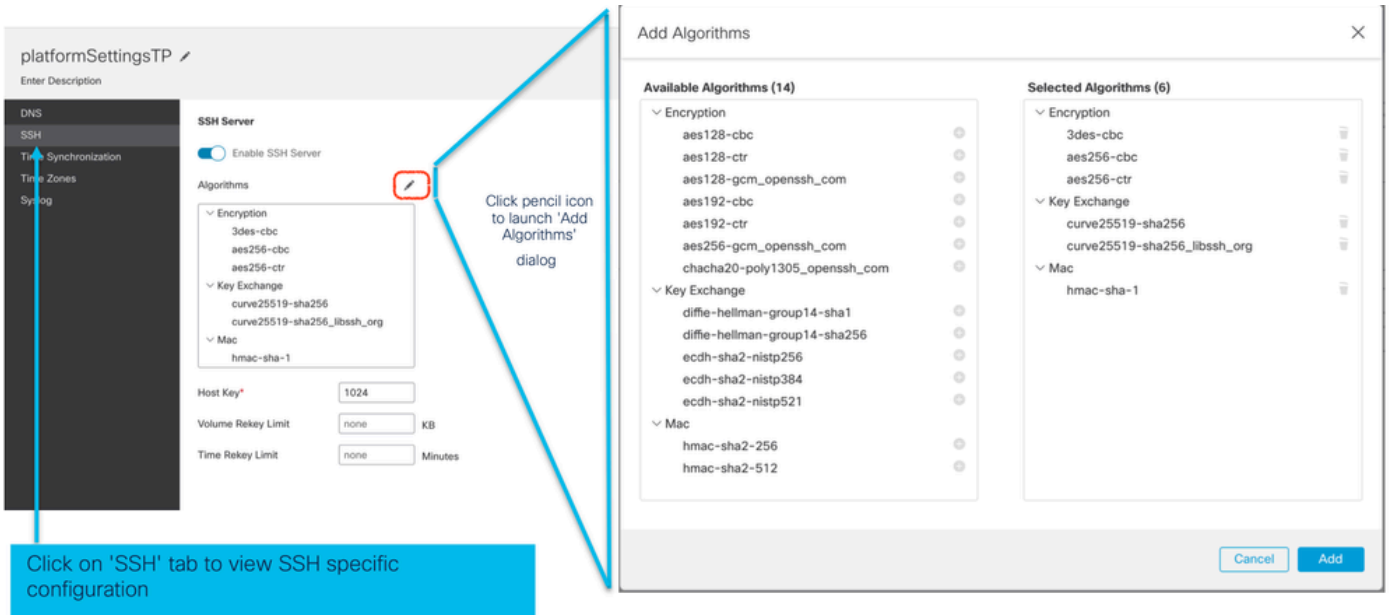 platformSettingsTP
Enter Description
DNS
SSH
Time Synchronization
Time Zones
Syslog
SSH Server
Enable SSH Server
Algorithms
Encryption
3des-cbc
aes256-cbc
aes256-ctr
Key Exchange
curve25519-sha256
curve25519-sha256_libssh_org
Mac
hmac-sha-1
Host Key*
1024
Volume Rekey Limit
none
KB
Time Rekey Limit
none
Minutes
Click pencil icon
to launch 'Add
Algorithms'
dialog
Click on 'SSH' tab to view SSH specific
configuration
Add Algorithms
Available Algorithms (14)
Encryption
aes128-cbc
aes128-ctr
aes128-gcm_openssh_com
aes192-cbc
aes192-ctr
aes256-gcm_openssh_com
chacha20-poly1305_openssh_com
Key Exchange
diffie-hellman-group14-sha1
diffie-hellman-group14-sha256
ecdh-sha2-nistp256
ecdh-sha2-nistp384
ecdh-sha2-nistp521
Mac
hmac-sha2-256
hmac-sha2-512
Selected Algorithms (6)
Encryption
3des-cbc
aes256-cbc
aes256-ctr
Key Exchange
curve25519-sha256
curve25519-sha256_libssh_org
Mac
hmac-sha-1
Cancel
Add